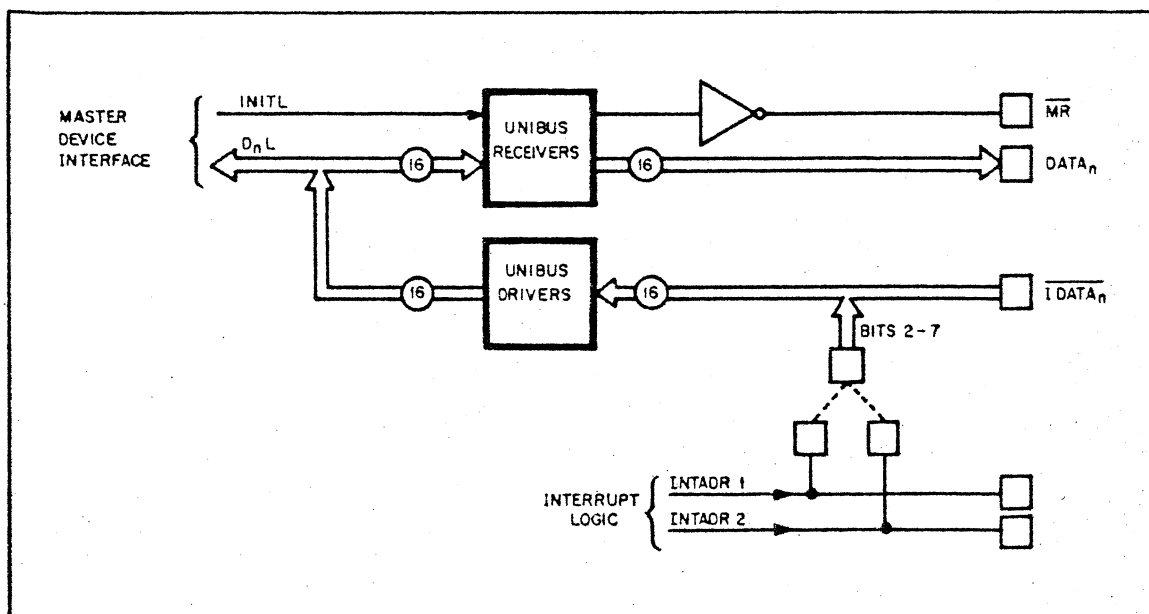 MASTER
DEVICE
INTERFACE
INITL
DnL
16
UNIBUS
RECEIVERS
16
MR
DATAn
16
UNIBUS
DRIVERS
16
I DATAn
BITS 2-7
INTERRUPT
LOGIC
INTADR 1
INTADR 2